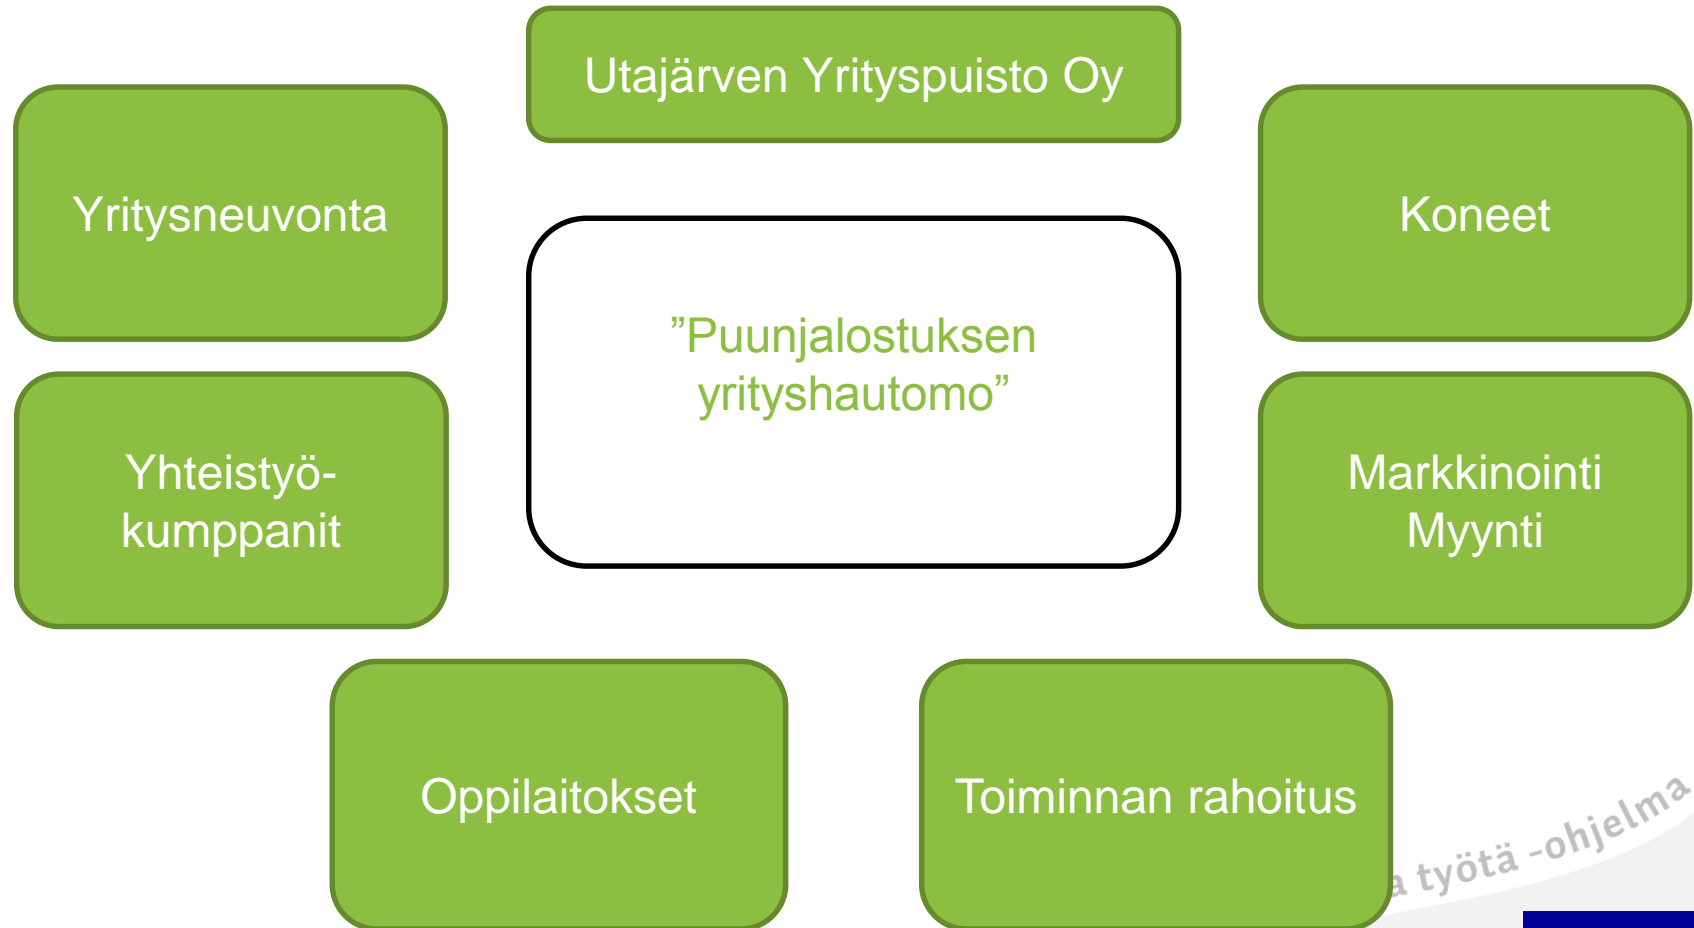 Utajärven Yrityspuisto Oy
Yritysneuvonta
Koneet
”Puunjalostuksen
yrityshautomo”
Yhteistyö-
kumppanit
Markkinointi
Myynti
Oppilaitokset
Toiminnan rahoitus
a työtä -ohjelma